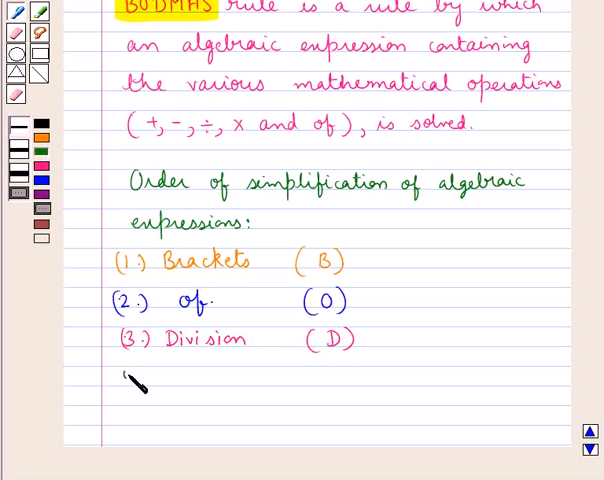 BODMAS rule is a rule by which
an algebraic expression containing
the various mathematical operations
(+, -, ÷, × and of), is solved.
Order of simplification of algebraic
expressions:
(1.) Brackets (B)
(2.) of. (O)
(3.) Division (D)